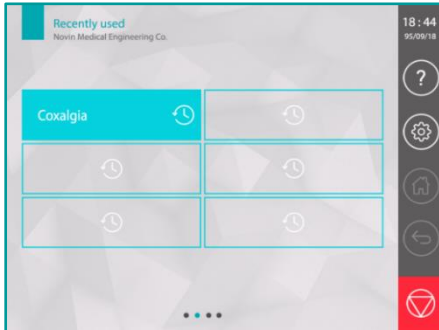 Recently used
Novin Medical Engineering Co.
18:44
95/09/18
?
Coxalgia